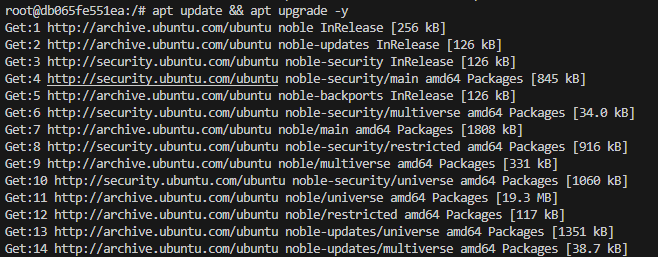 root@db065fe551ea:/# apt update && apt upgrade -y
Get:1 http://archive.ubuntu.com/ubuntu noble InRelease [256 kB]
Get:2 http://archive.ubuntu.com/ubuntu noble-updates InRelease [126 kB]
Get:3 http://security.ubuntu.com/ubuntu noble-security InRelease [126 kB]
Get:4 http://security.ubuntu.com/ubuntu noble-security/main amd64 Packages [845 kB]
Get:5 http://archive.ubuntu.com/ubuntu noble-backports InRelease [126 kB]
Get:6 http://security.ubuntu.com/ubuntu noble-security/multiverse amd64 Packages [34.0 kB]
Get:7 http://archive.ubuntu.com/ubuntu noble/main amd64 Packages [1808 kB]
Get:8 http://security.ubuntu.com/ubuntu noble-security/restricted amd64 Packages [916 kB]
Get:9 http://archive.ubuntu.com/ubuntu noble/multiverse amd64 Packages [331 kB]
Get:10 http://security.ubuntu.com/ubuntu noble-security/universe amd64 Packages [1060 kB]
Get:11 http://archive.ubuntu.com/ubuntu noble/universe amd64 Packages [19.3 MB]
Get:12 http://archive.ubuntu.com/ubuntu noble/restricted amd64 Packages [117 kB]
Get:13 http://archive.ubuntu.com/ubuntu noble-updates/universe amd64 Packages [1351 kB]
Get:14 http://archive.ubuntu.com/ubuntu noble-updates/multiverse amd64 Packages [38.7 kB]